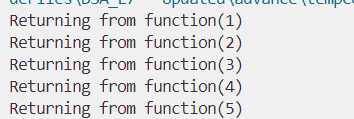 Returning from function(1)
Returning from function(2)
Returning from function(3)
Returning from function(4)
Returning from function(5)